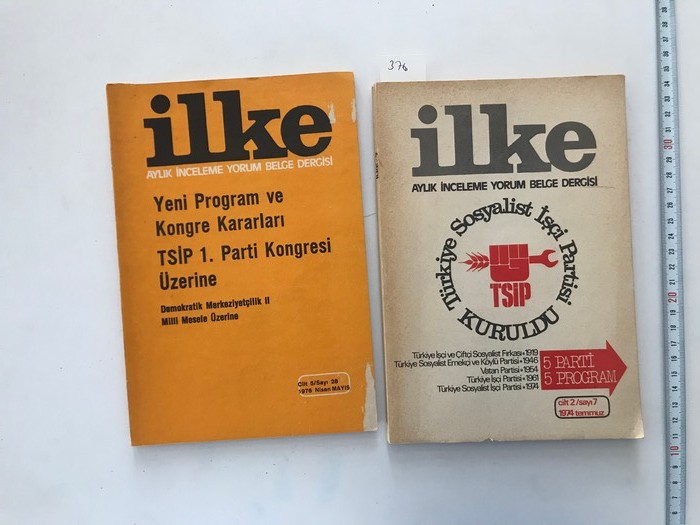 376
ilke
AYLIK İNCELEME YORUM BELGE DERGİSİ
Yeni Program ve
Kongre Kararları
TSİP 1. Parti Kongresi
Üzerine
Demokratik Merkeziyetçilik II
Milli Mesele Üzerine
Cilt 5/Sayı 28
1976 Nisan MAYIS
ilke
AYLIK İNCELEME YORUM BELGE DERGİSİ
Türkiye Sosyalist İşçi Partisi
TSİP
KURULDU
Türkiye İşçi ve Çiftçi Sosyalist Fırkası•1919
Türkiye Sosyalist Emekçi ve Köylü Partisi•1946
Vatan Partisi•1954
Türkiye İşçi Partisi•1961
Türkiye Sosyalist İşçi Partisi•1974
5 PARTİ
5 PROGRAM
cilt 2/sayı 7
1974 temmuz
30
20
10